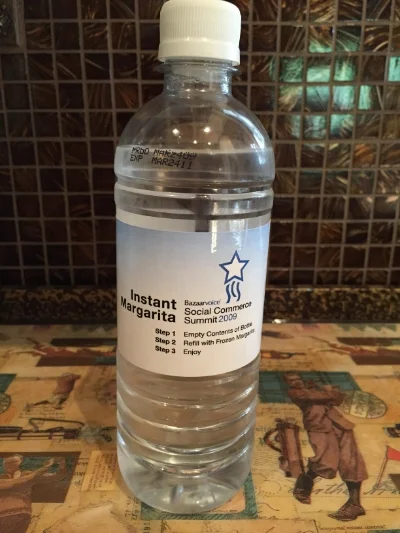 PROD MAR2409
EXP MAR2411
Instant
Margarita
Bazaarvoice
Social Commerce
Summit 2009
Step 1 Empty Contents of Bottle
Step 2 Refill with Frozen Margarita
Step 3 Enjoy